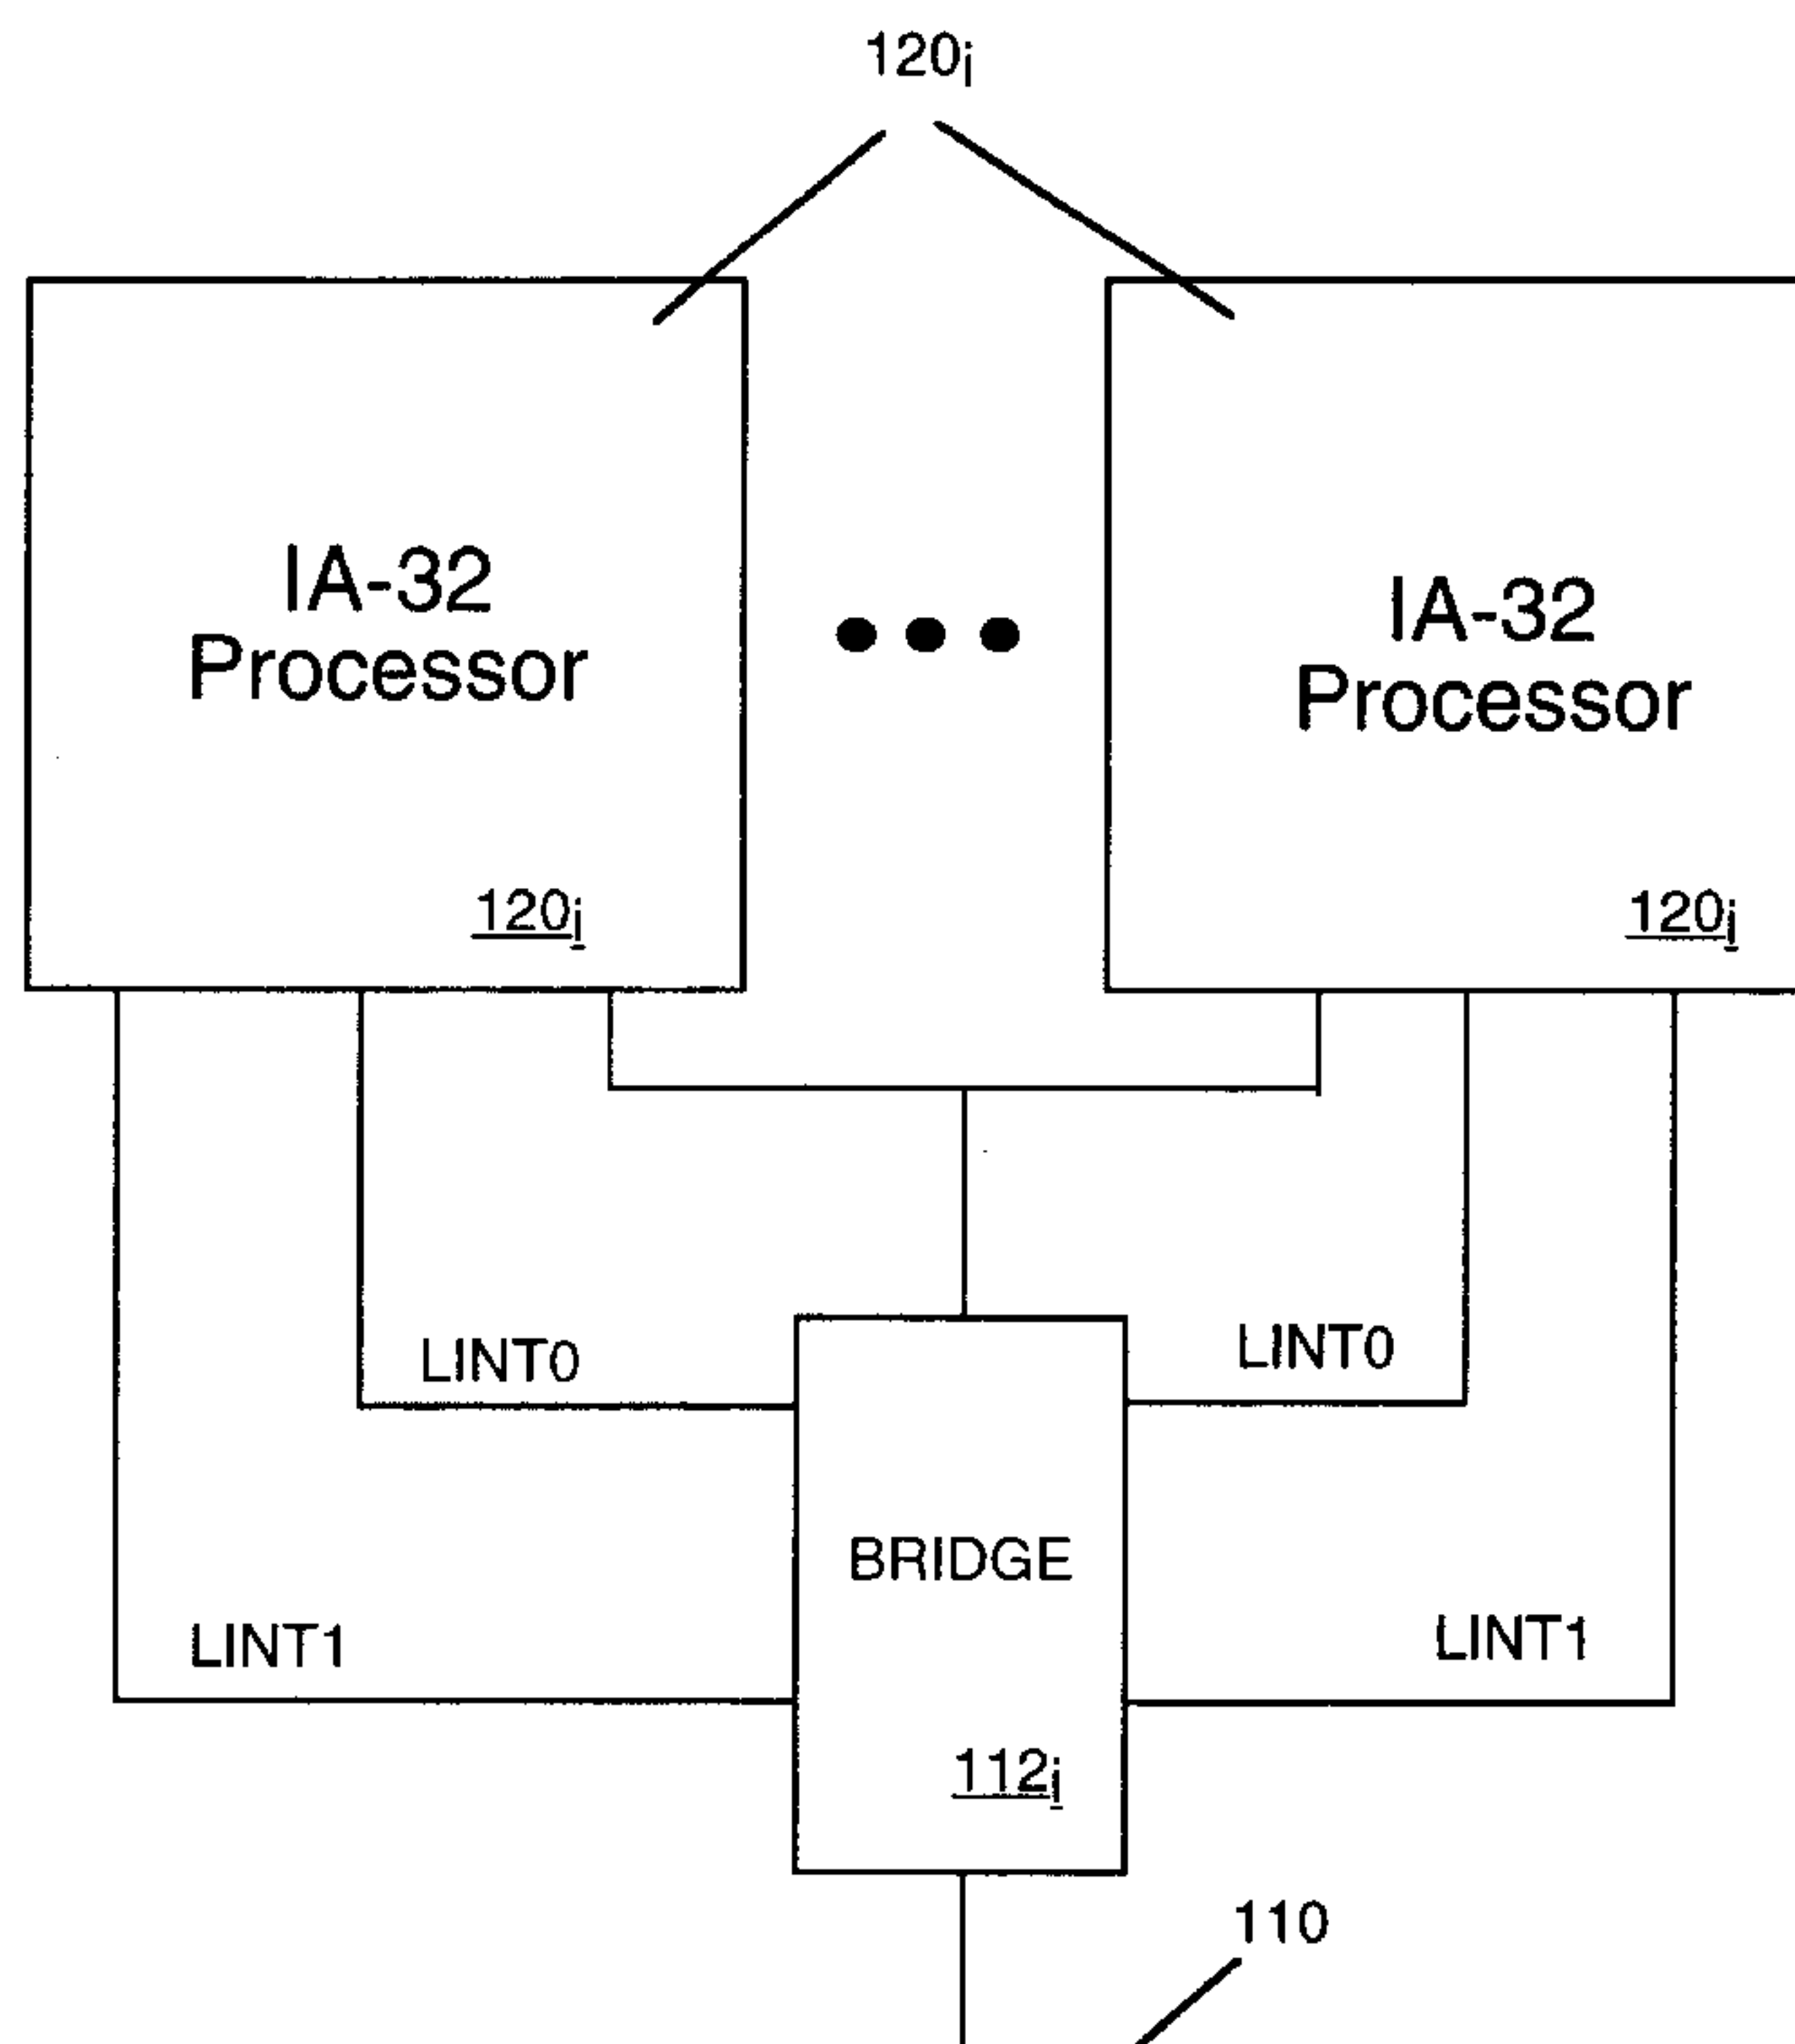 120i
IA-32
Processor
IA-32
Processor
120i
120i
LINT0
LINT0
BRIDGE
LINT1
LINT1
112i
110